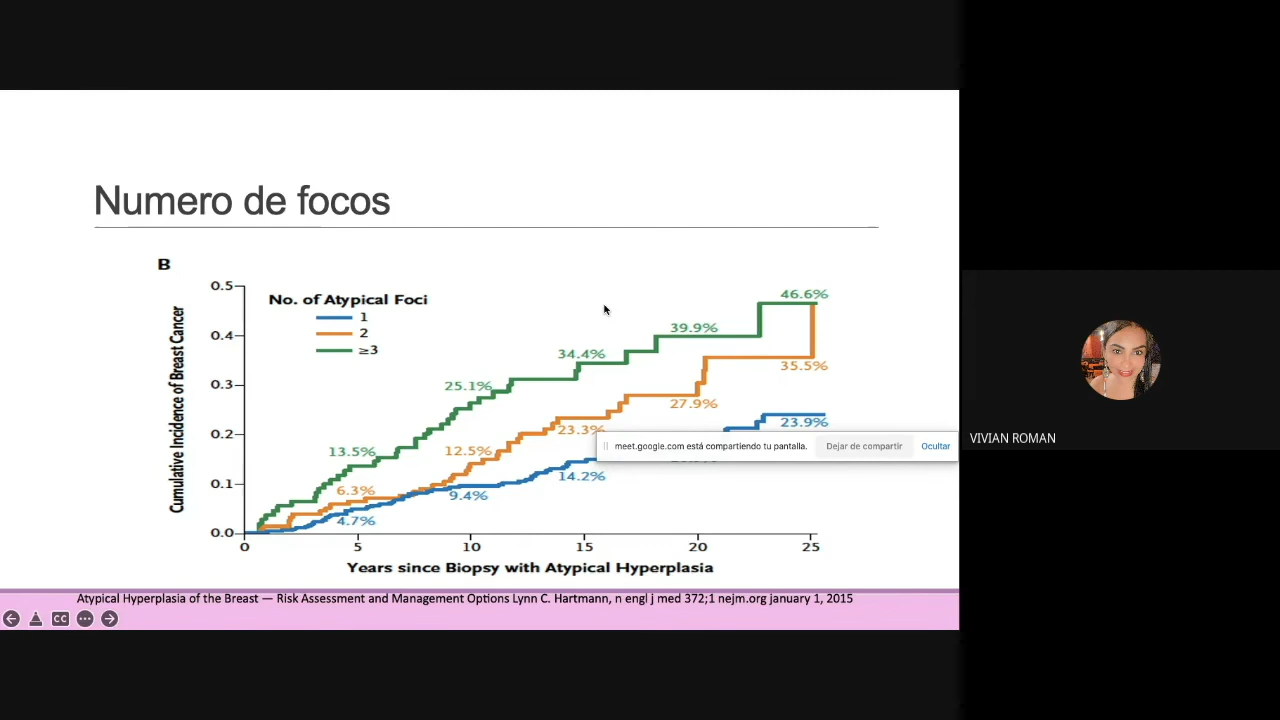 Numero de focos
B
No. of Atypical Foci
1
2
≥3
Cumulative Incidence of Breast Cancer
0.5
0.4
0.3
0.2
0.1
0.0
46.6%
39.9%
34.4%
25.1%
13.5%
35.5%
27.9%
23.3%
12.5%
6.3%
23.9%
14.2%
9.4%
4.7%
0 5 10 15 20 25
Years since Biopsy with Atypical Hyperplasia
meet.google.com está compartiendo tu pantalla. Dejar de compartir Ocultar
Atypical Hyperplasia of the Breast — Risk Assessment and Management Options Lynn C. Hartmann, n engl j med 372;1 nejm.org january 1, 2015
CC
VIVIAN ROMAN